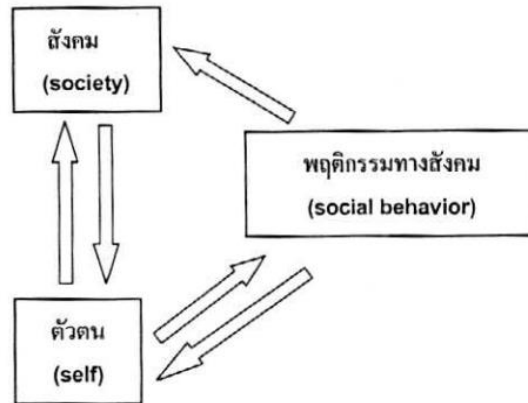 สังคม
(society)
พฤติกรรมทางสังคม
(social behavior)
ตัวตน
(self)